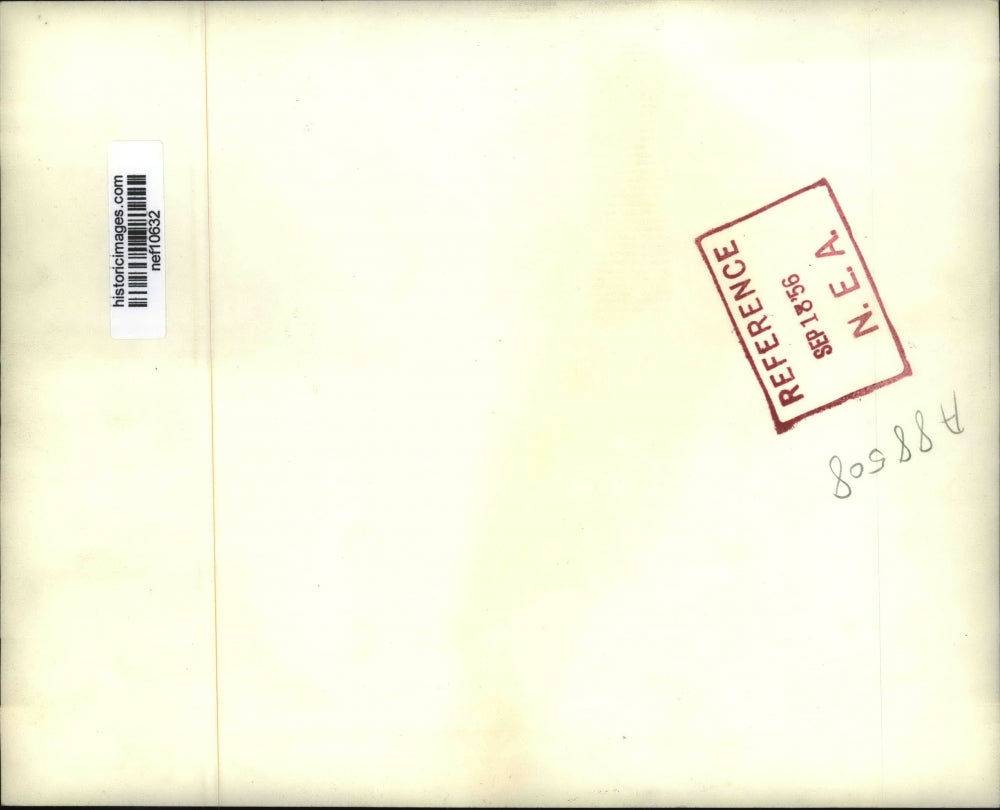 historicimages.com
nef10632
REFERENCE
SEP 18 '56
N. E. A.
A88508